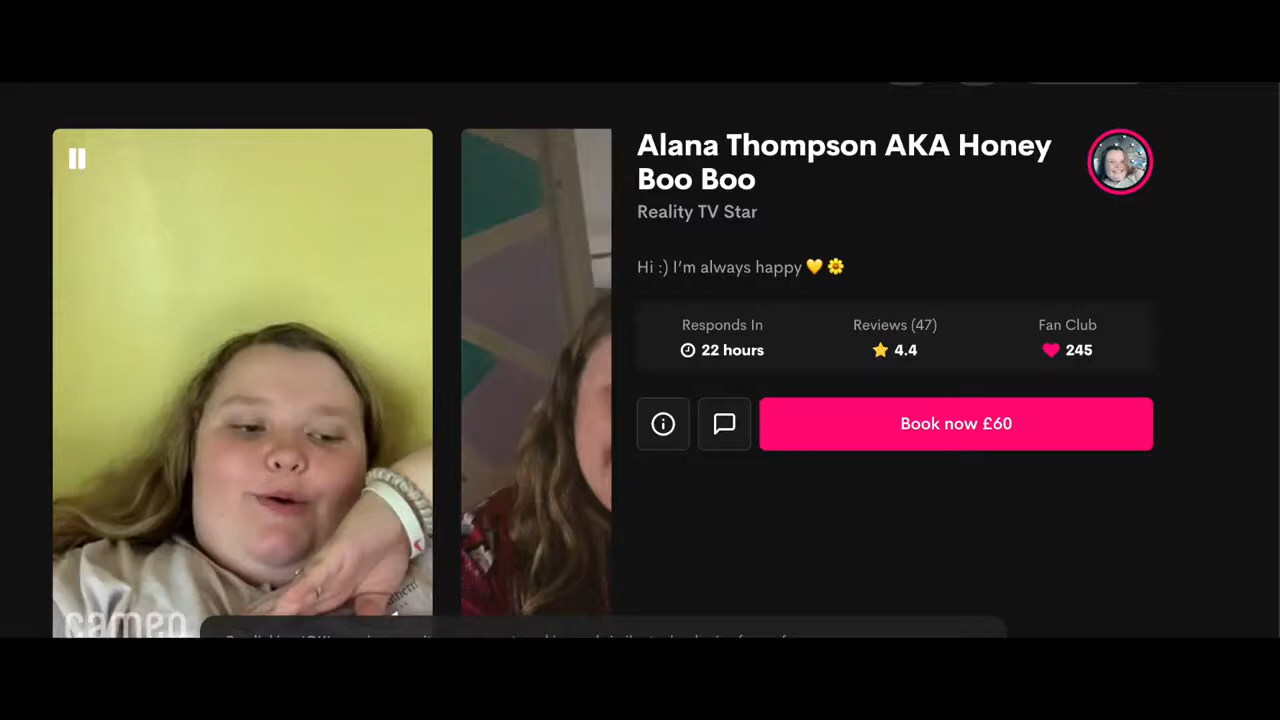 Alana Thompson AKA Honey
Boo Boo
Reality TV Star
Hi :) I'm always happy 💛 🌼
Responds In
22 hours
Reviews (47)
4.4
Fan Club
245
Book now £60
cameo